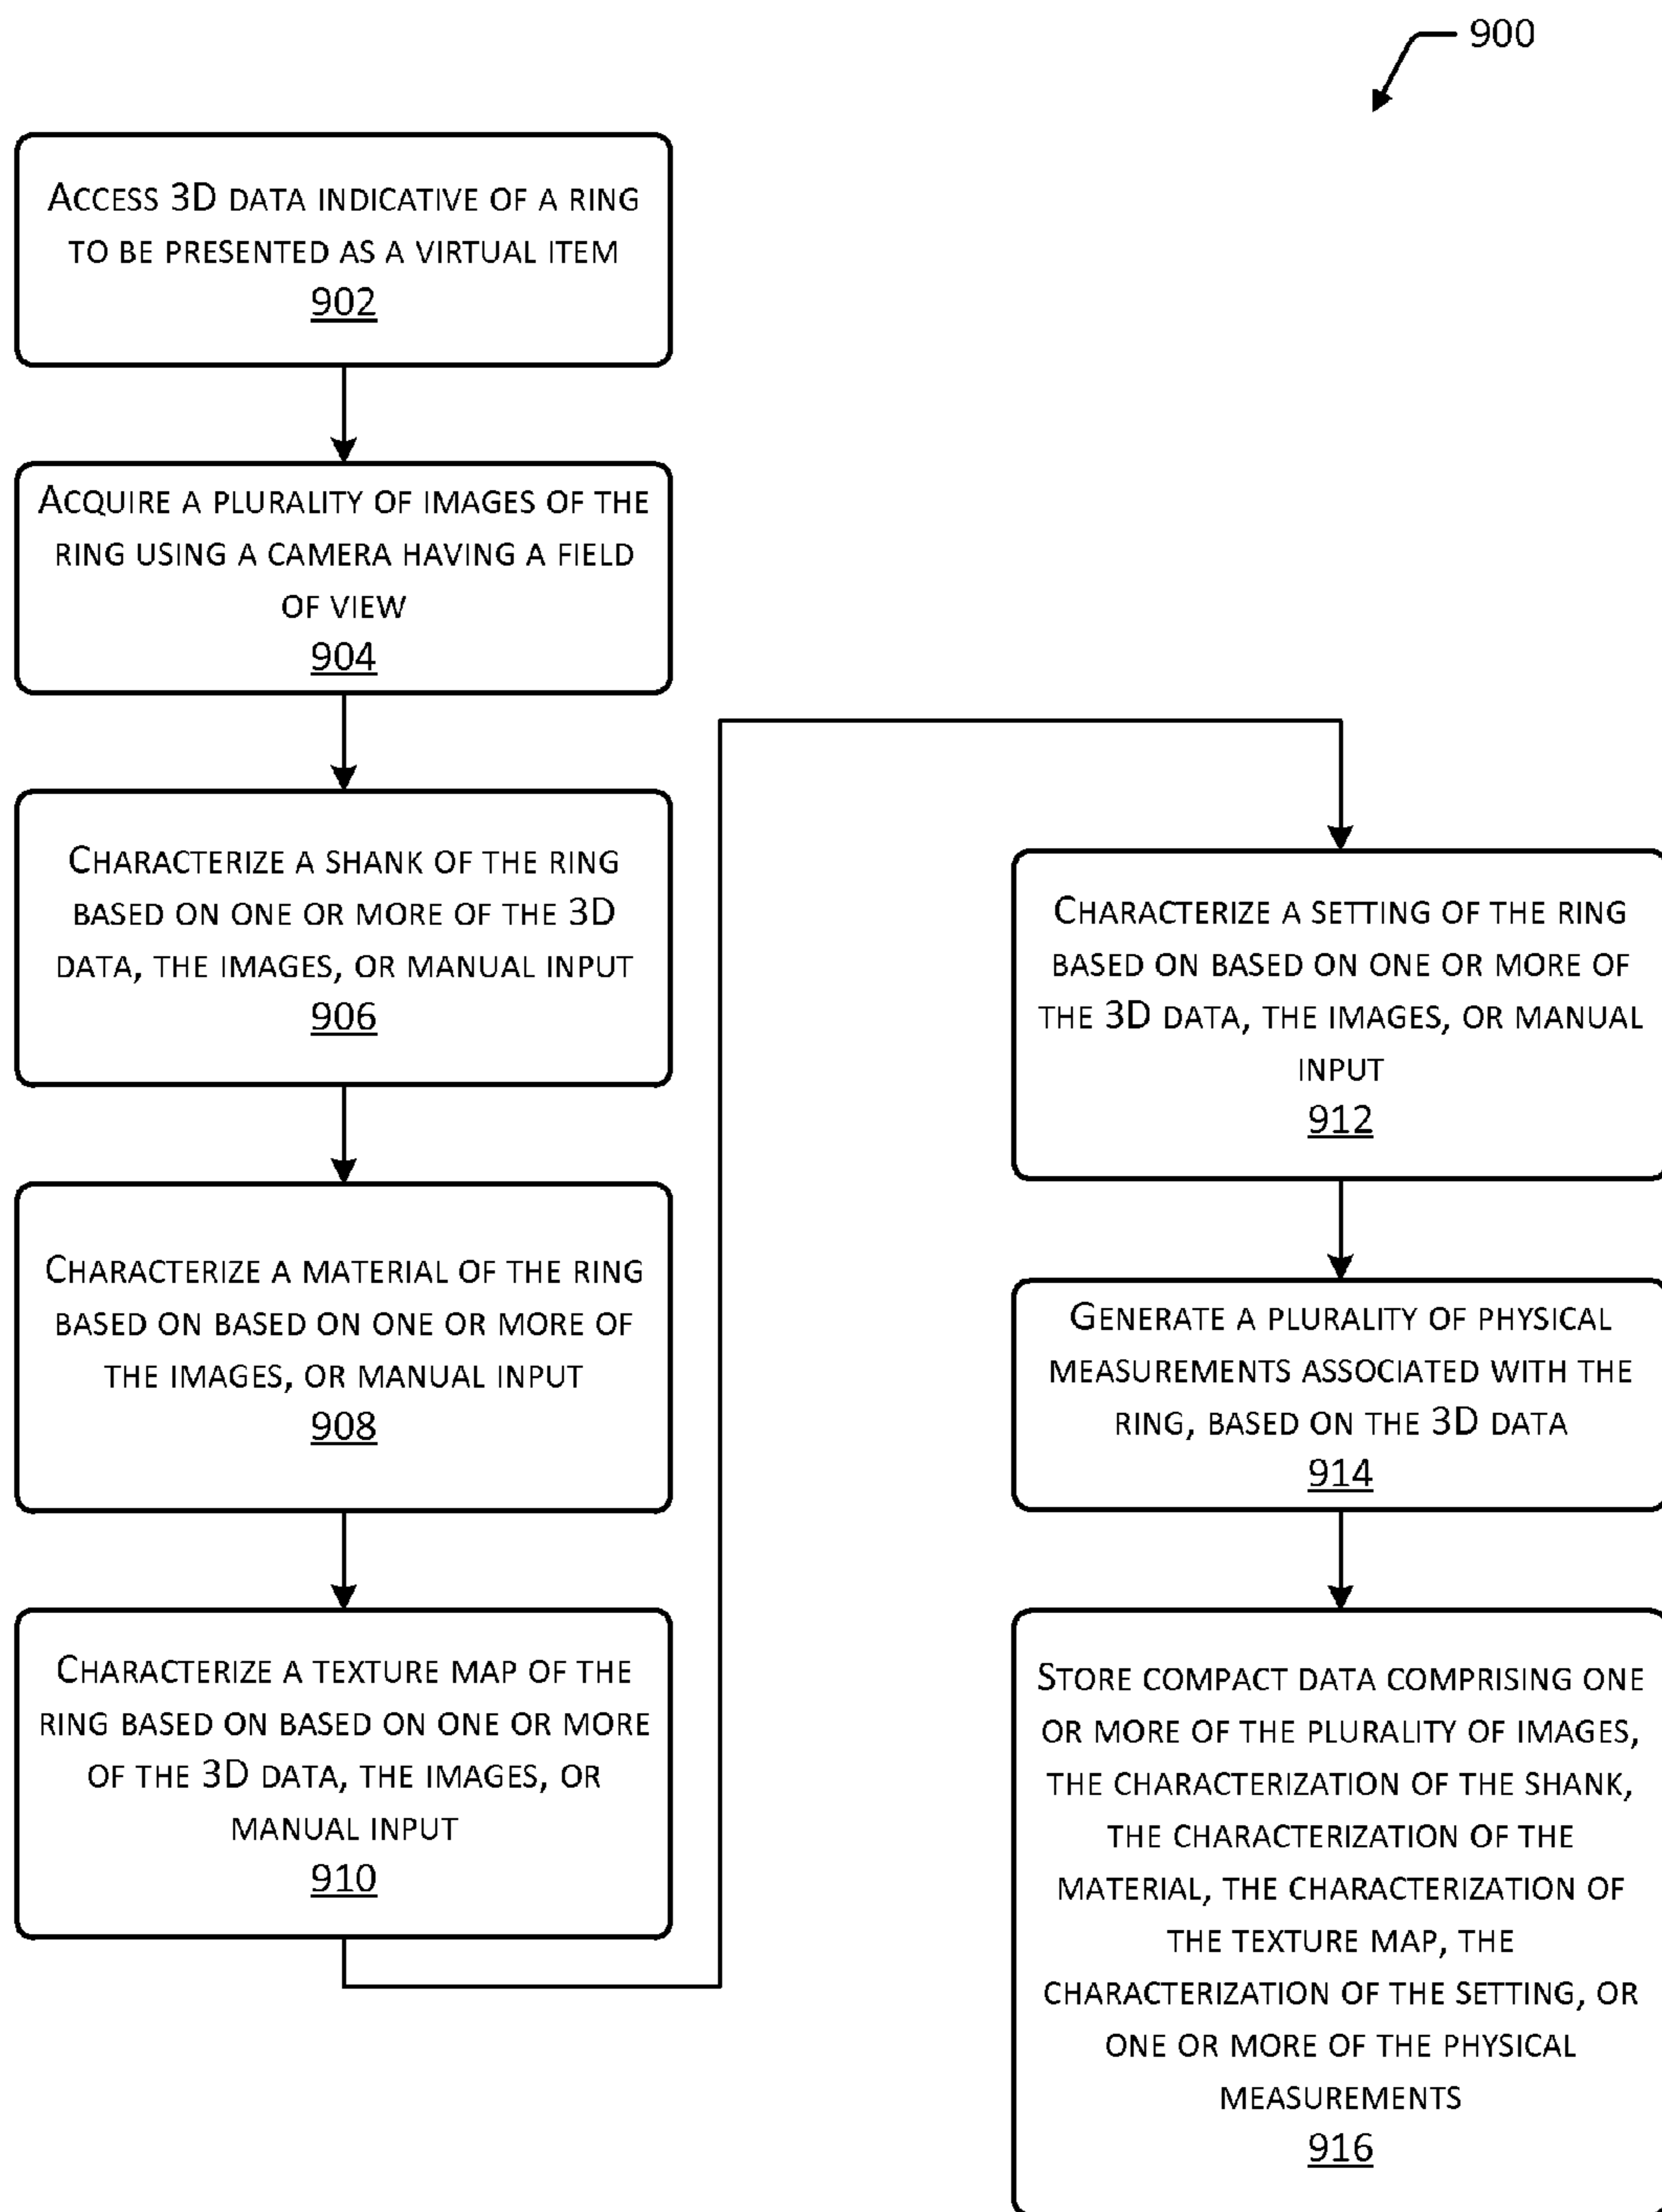 900
ACCESS 3D DATA INDICATIVE OF A RING
TO BE PRESENTED AS A VIRTUAL ITEM
902
ACQUIRE A PLURALITY OF IMAGES OF THE
RING USING A CAMERA HAVING A FIELD
OF VIEW
904
CHARACTERIZE A SHANK OF THE RING
BASED ON ONE OR MORE OF THE 3D
DATA, THE IMAGES, OR MANUAL INPUT
906
CHARACTERIZE A MATERIAL OF THE RING
BASED ON BASED ON ONE OR MORE OF
THE IMAGES, OR MANUAL INPUT
908
CHARACTERIZE A TEXTURE MAP OF THE
RING BASED ON BASED ON ONE OR MORE
OF THE 3D DATA, THE IMAGES, OR
MANUAL INPUT
910
CHARACTERIZE A SETTING OF THE RING
BASED ON BASED ON ONE OR MORE OF
THE 3D DATA, THE IMAGES, OR MANUAL
INPUT
912
GENERATE A PLURALITY OF PHYSICAL
MEASUREMENTS ASSOCIATED WITH THE
RING, BASED ON THE 3D DATA
914
STORE COMPACT DATA COMPRISING ONE
OR MORE OF THE PLURALITY OF IMAGES,
THE CHARACTERIZATION OF THE SHANK,
THE CHARACTERIZATION OF THE
MATERIAL, THE CHARACTERIZATION OF
THE TEXTURE MAP, THE
CHARACTERIZATION OF THE SETTING, OR
ONE OR MORE OF THE PHYSICAL
MEASUREMENTS
916